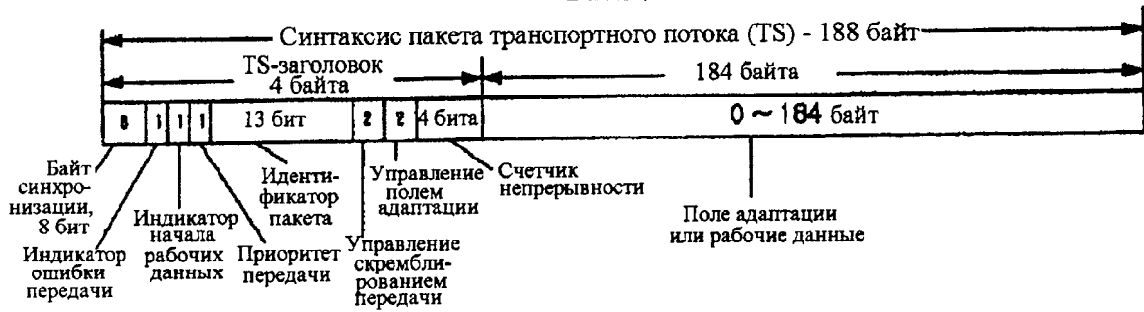 Синтаксис пакета транспортного потока (TS) - 188 байт
TS-заголовок
4 байта
184 байта
8 1 1 1 13 бит 2 2 4 бита 0 ~ 184 байт
Байт
синхро-
низации,
8 бит
Индикатор
ошибки
передачи
Индикатор
начала
рабочих
данных
Приоритет
передачи
Иденти-
фикатор
пакета
Управление
скрембли-
рованием
передачи
Управление
полем
адаптации
Счетчик
непрерывности
Поле адаптации
или рабочие данные